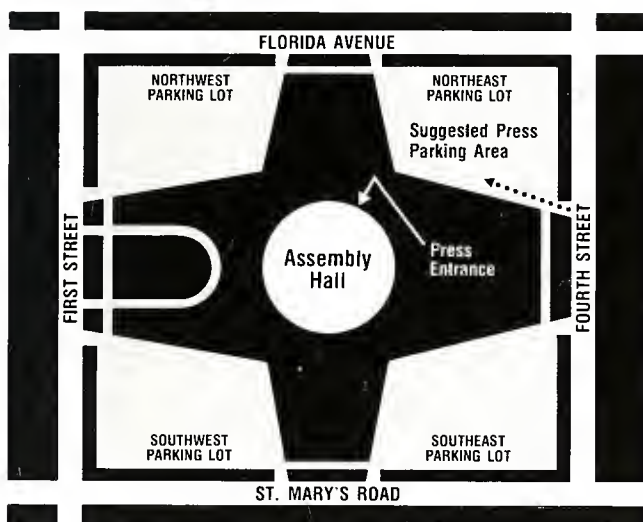 FLORIDA AVENUE
NORTHWEST
PARKING LOT
NORTHEAST
PARKING LOT
Suggested Press
Parking Area
FIRST STREET
Assembly
Hall
Press
Entrance
FOURTH STREET
SOUTHWEST
PARKING LOT
SOUTHEAST
PARKING LOT
ST. MARY'S ROAD